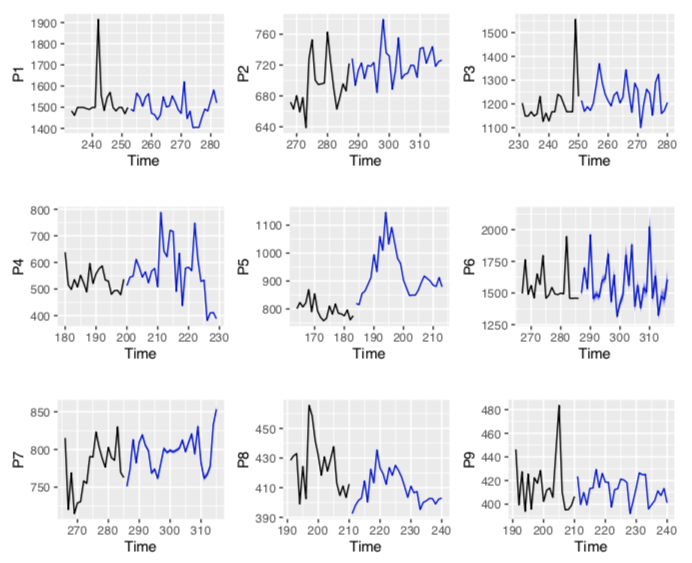 P1
1900
1800
1700
1600
1500
1400
240 250 260 270 280
Time
P2
760
720
680
640
270 280 290 300 310
Time
P3
1500
1400
1300
1200
1100
230 240 250 260 270 280
Time
P4
800
700
600
500
400
180 190 200 210 220 230
Time
P5
1100
1000
900
800
170 180 190 200 210
Time
P6
2000
1750
1500
1250
270 280 290 300 310
Time
P7
850
800
750
270 280 290 300 310
Time
P8
450
430
410
390
190 200 210 220 230 240
Time
P9
480
460
440
420
400
190 200 210 220 230 240
Time